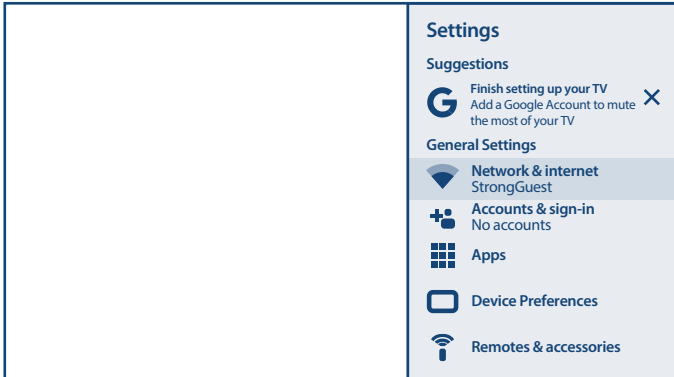 Settings
Suggestions
Finish setting up your TV
Add a Google Account to mute
the most of your TV
General Settings
Network & internet
StrongGuest
Accounts & sign-in
No accounts
Apps
Device Preferences
Remotes & accessories